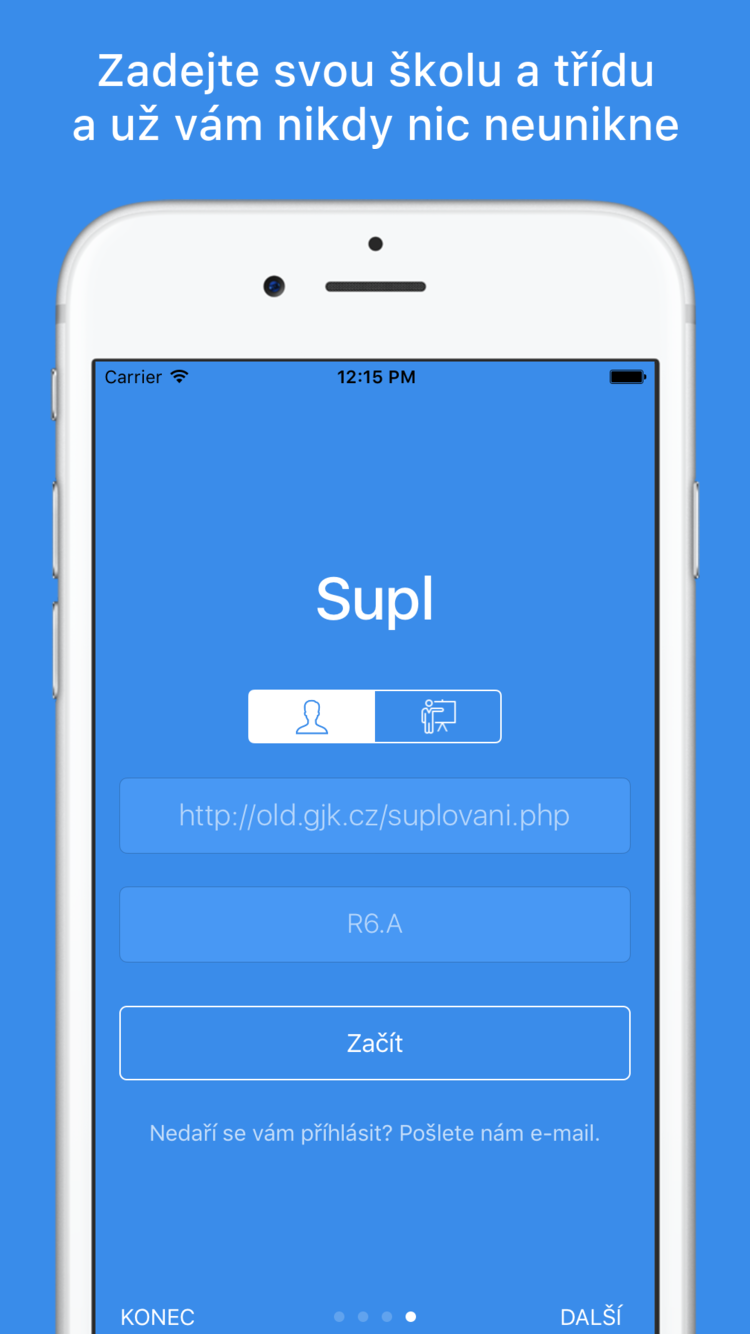 Zadejte svou školu a třídu
a už vám nikdy nic neunikne
Carrier 12:15 PM
Supl
http://old.gjk.cz/suplovani.php
R6.A
Začít
Nedaří se vám příhlásit? Pošlete nám e-mail.
KONEC DALŠÍ